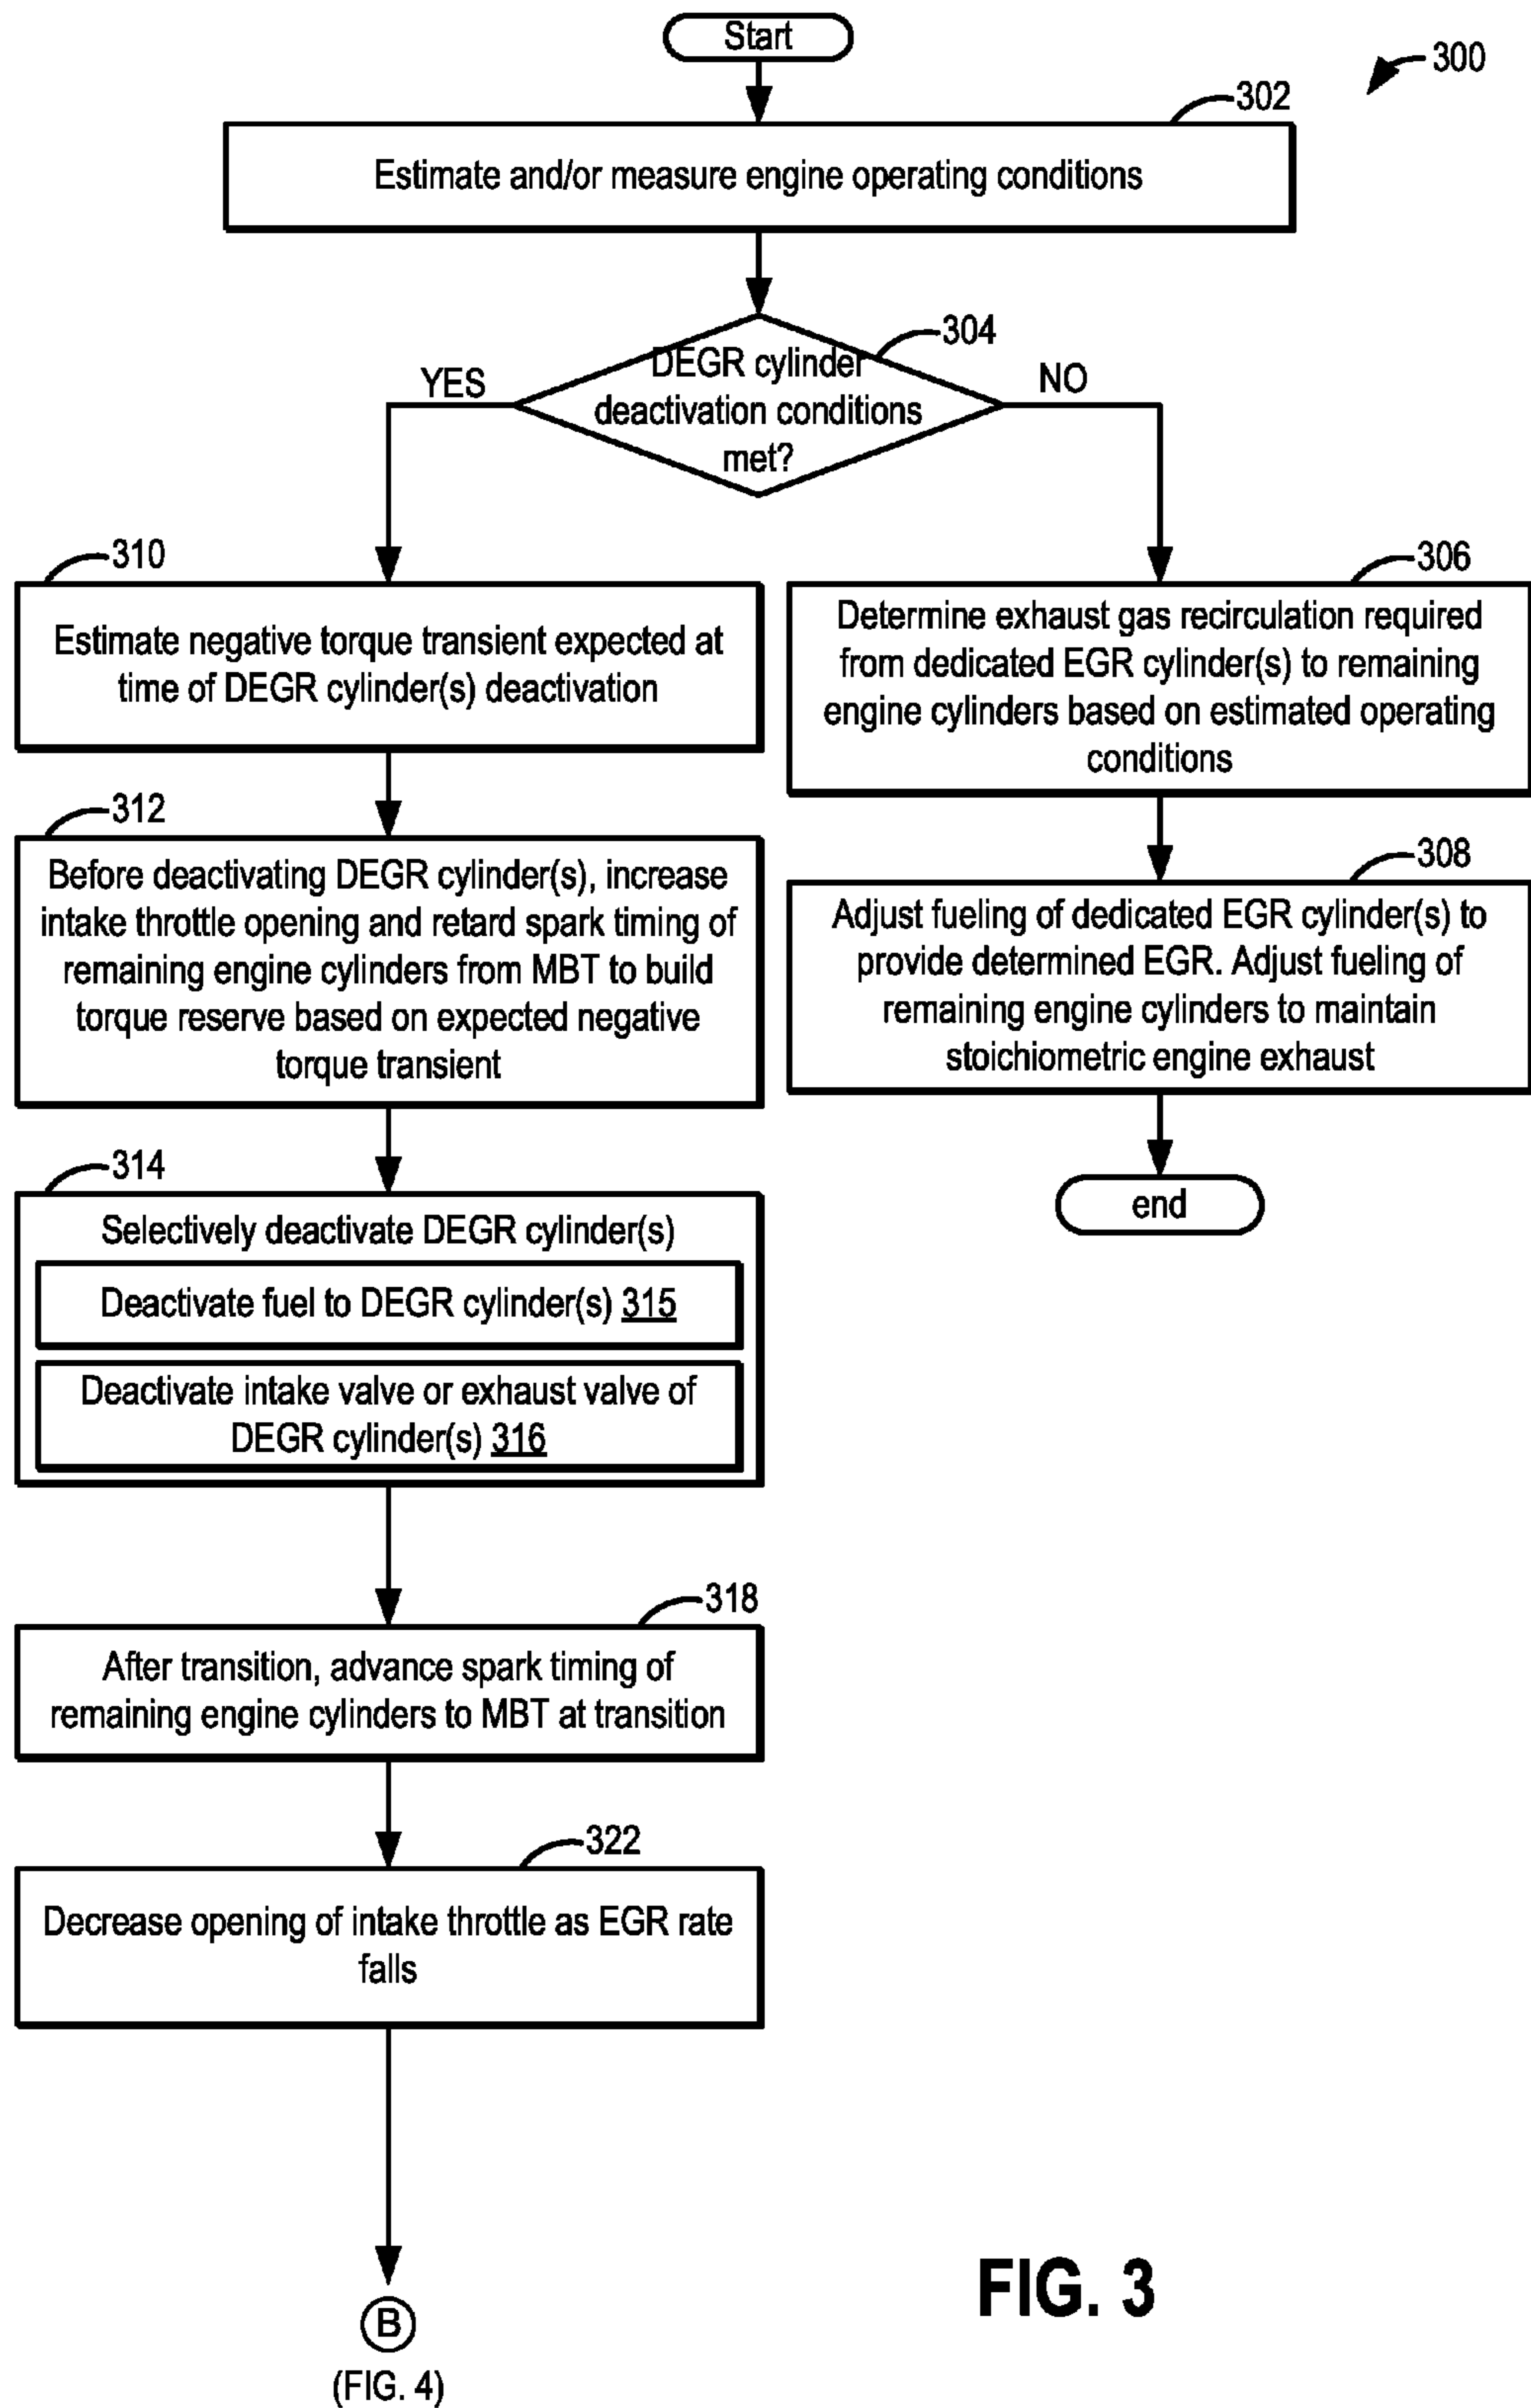 Start
300
302
Estimate and/or measure engine operating conditions
304
DEGR cylinder
deactivation conditions
met?
YES
NO
310
Estimate negative torque transient expected at
time of DEGR cylinder(s) deactivation
306
Determine exhaust gas recirculation required
from dedicated EGR cylinder(s) to remaining
engine cylinders based on estimated operating
conditions
312
Before deactivating DEGR cylinder(s), increase
intake throttle opening and retard spark timing of
remaining engine cylinders from MBT to build
torque reserve based on expected negative
torque transient
308
Adjust fueling of dedicated EGR cylinder(s) to
provide determined EGR. Adjust fueling of
remaining engine cylinders to maintain
stoichiometric engine exhaust
end
314
Selectively deactivate DEGR cylinder(s)
Deactivate fuel to DEGR cylinder(s) 315
Deactivate intake valve or exhaust valve of
DEGR cylinder(s) 316
318
After transition, advance spark timing of
remaining engine cylinders to MBT at transition
322
Decrease opening of intake throttle as EGR rate
falls
B
(FIG. 4)
FIG. 3